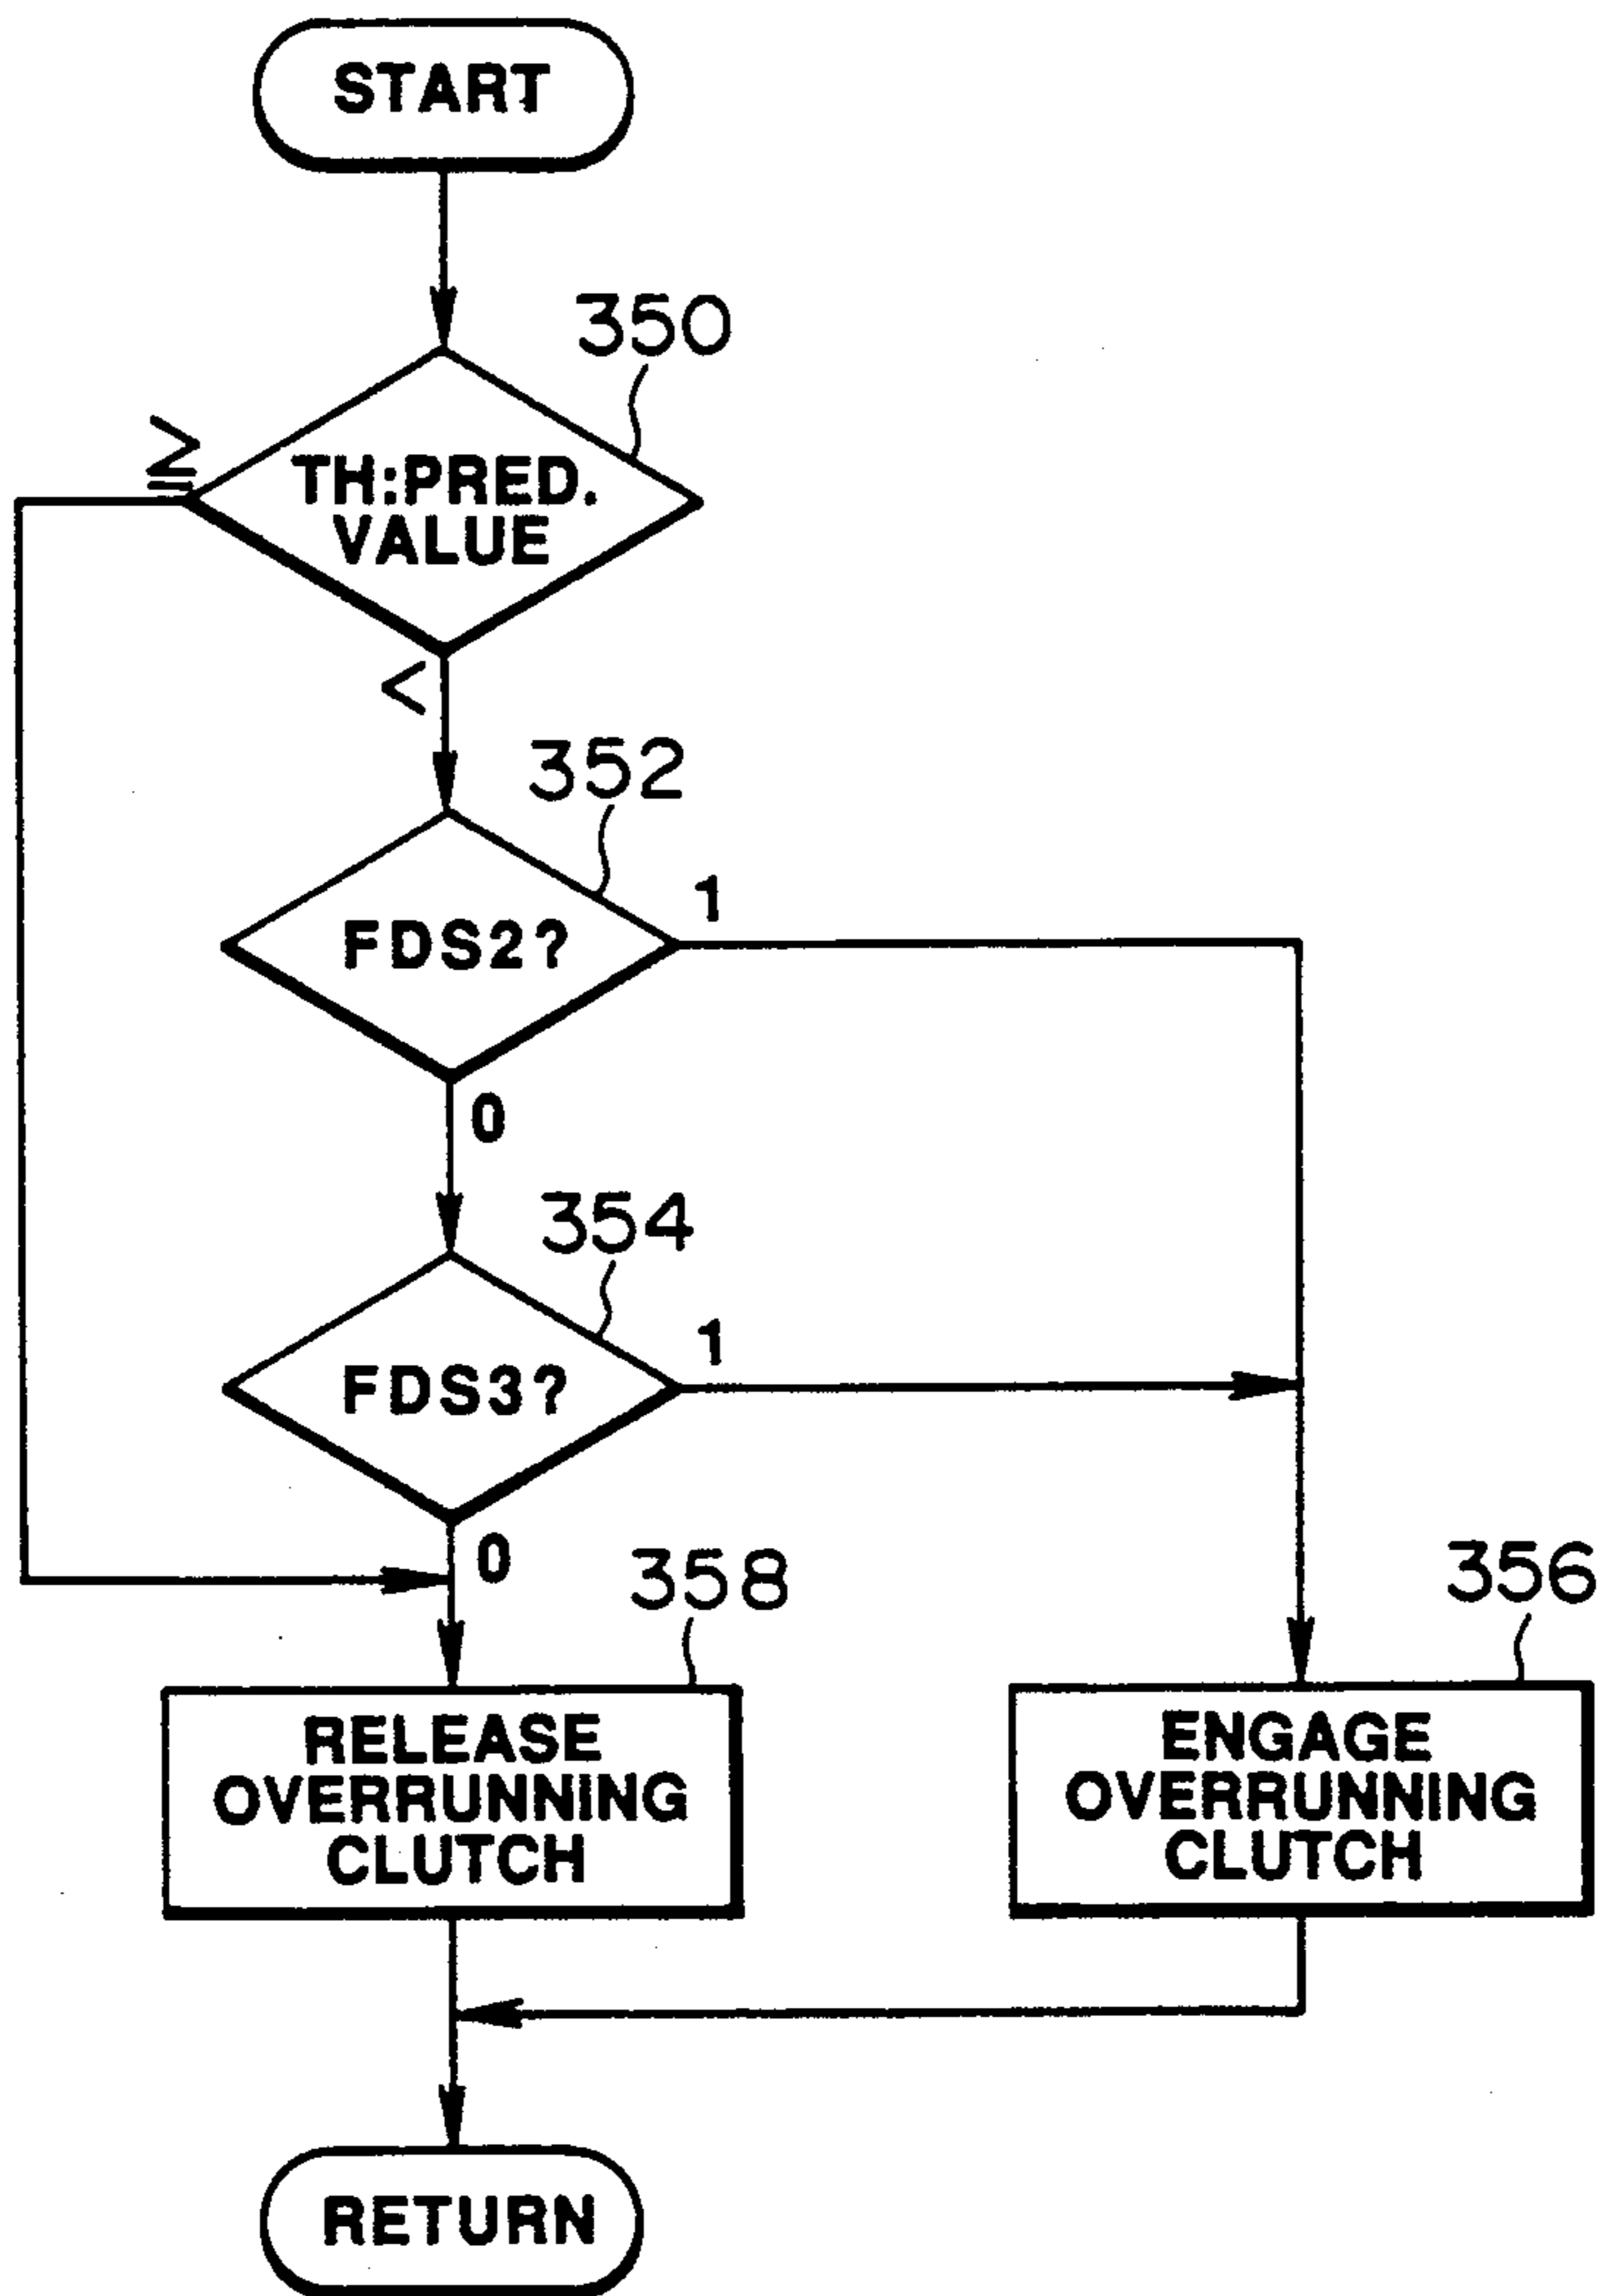 START
350
≧
TH:PRED.
VALUE
<
352
FDS2?
1
0
354
FDS3?
1
0
358
356
RELEASE
OVERRUNNING
CLUTCH
ENGAGE
OVERRUNNING
CLUTCH
RETURN